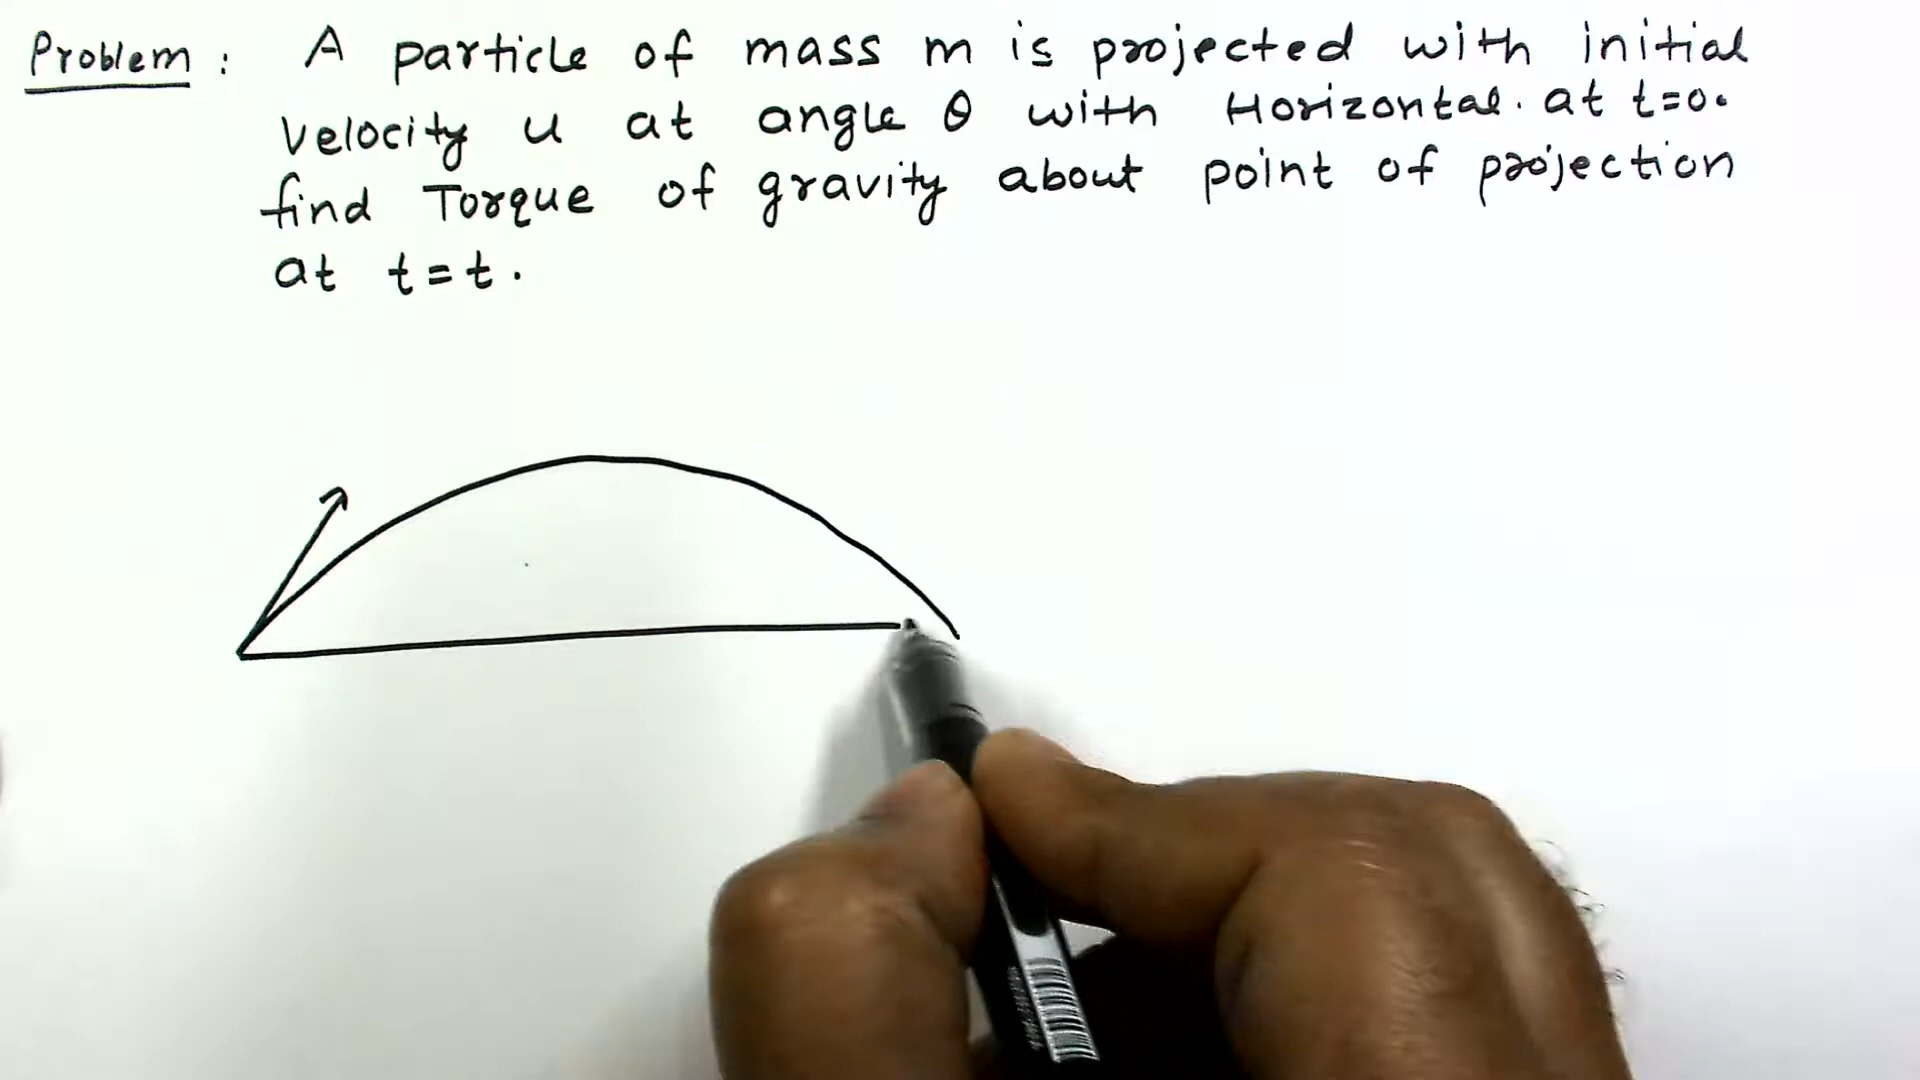 Problem : A particle of mass m is projected with initial
velocity u at angle θ with Horizontal. at t=0.
find Torque of gravity about point of projection
at t=t.